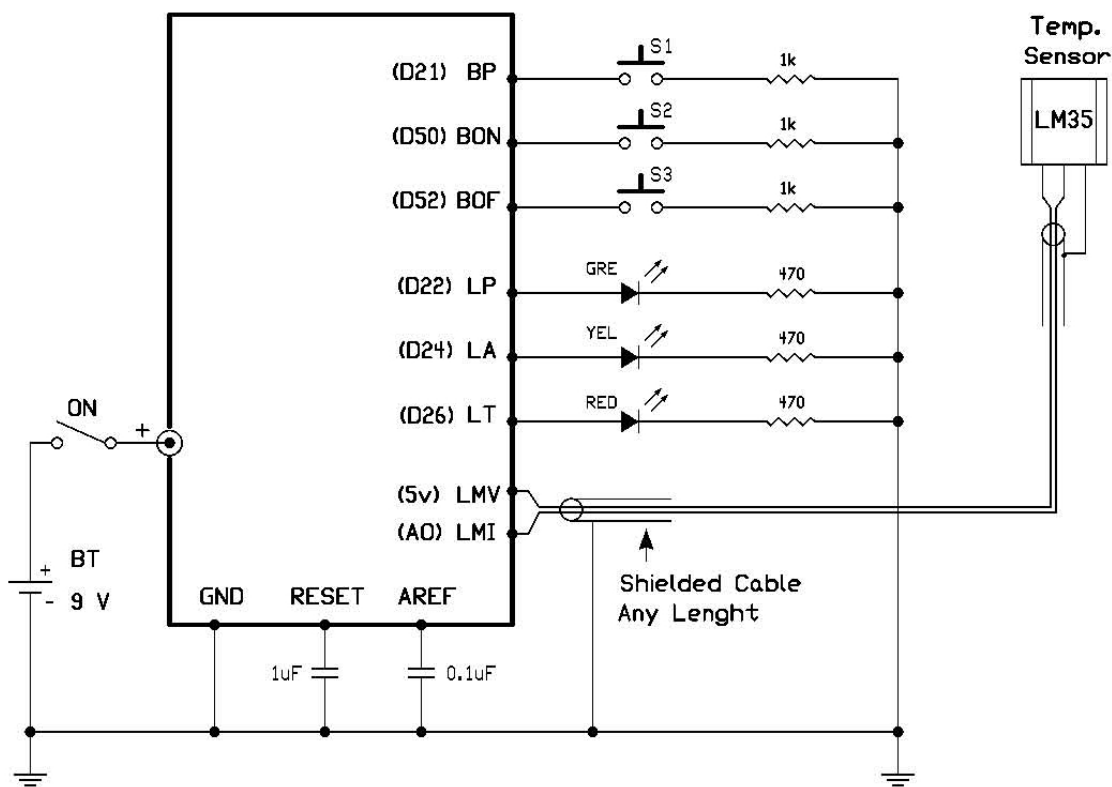 Temp.
Sensor
LM35
(D21) BP
S1
1k
(D50) BON
S2
1k
(D52) BOF
S3
1k
(D22) LP
GRE
470
(D24) LA
YEL
470
(D26) LT
RED
470
ON
+
(5v) LMV
(A0) LMI
Shielded Cable
Any Lenght
+ BT
- 9 V
GND RESET AREF
1uF
0.1uF